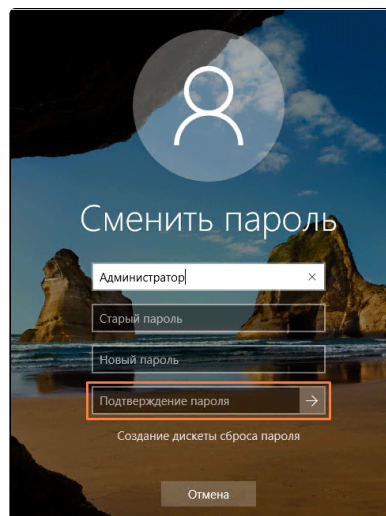 Сменить пароль
Администратор
Старый пароль
Новый пароль
Подтверждение пароля
Создание дискеты сброса пароля
Отмена